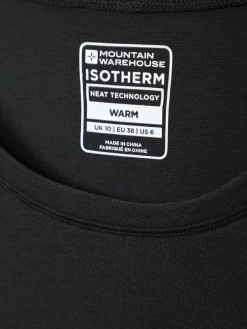 MOUNTAIN
WAREHOUSE
ISOTHERM
HEAT TECHNOLOGY
WARM
UK 10 | EU 38 | US 6
MADE IN CHINA
FABRIQUÉ EN CHINE